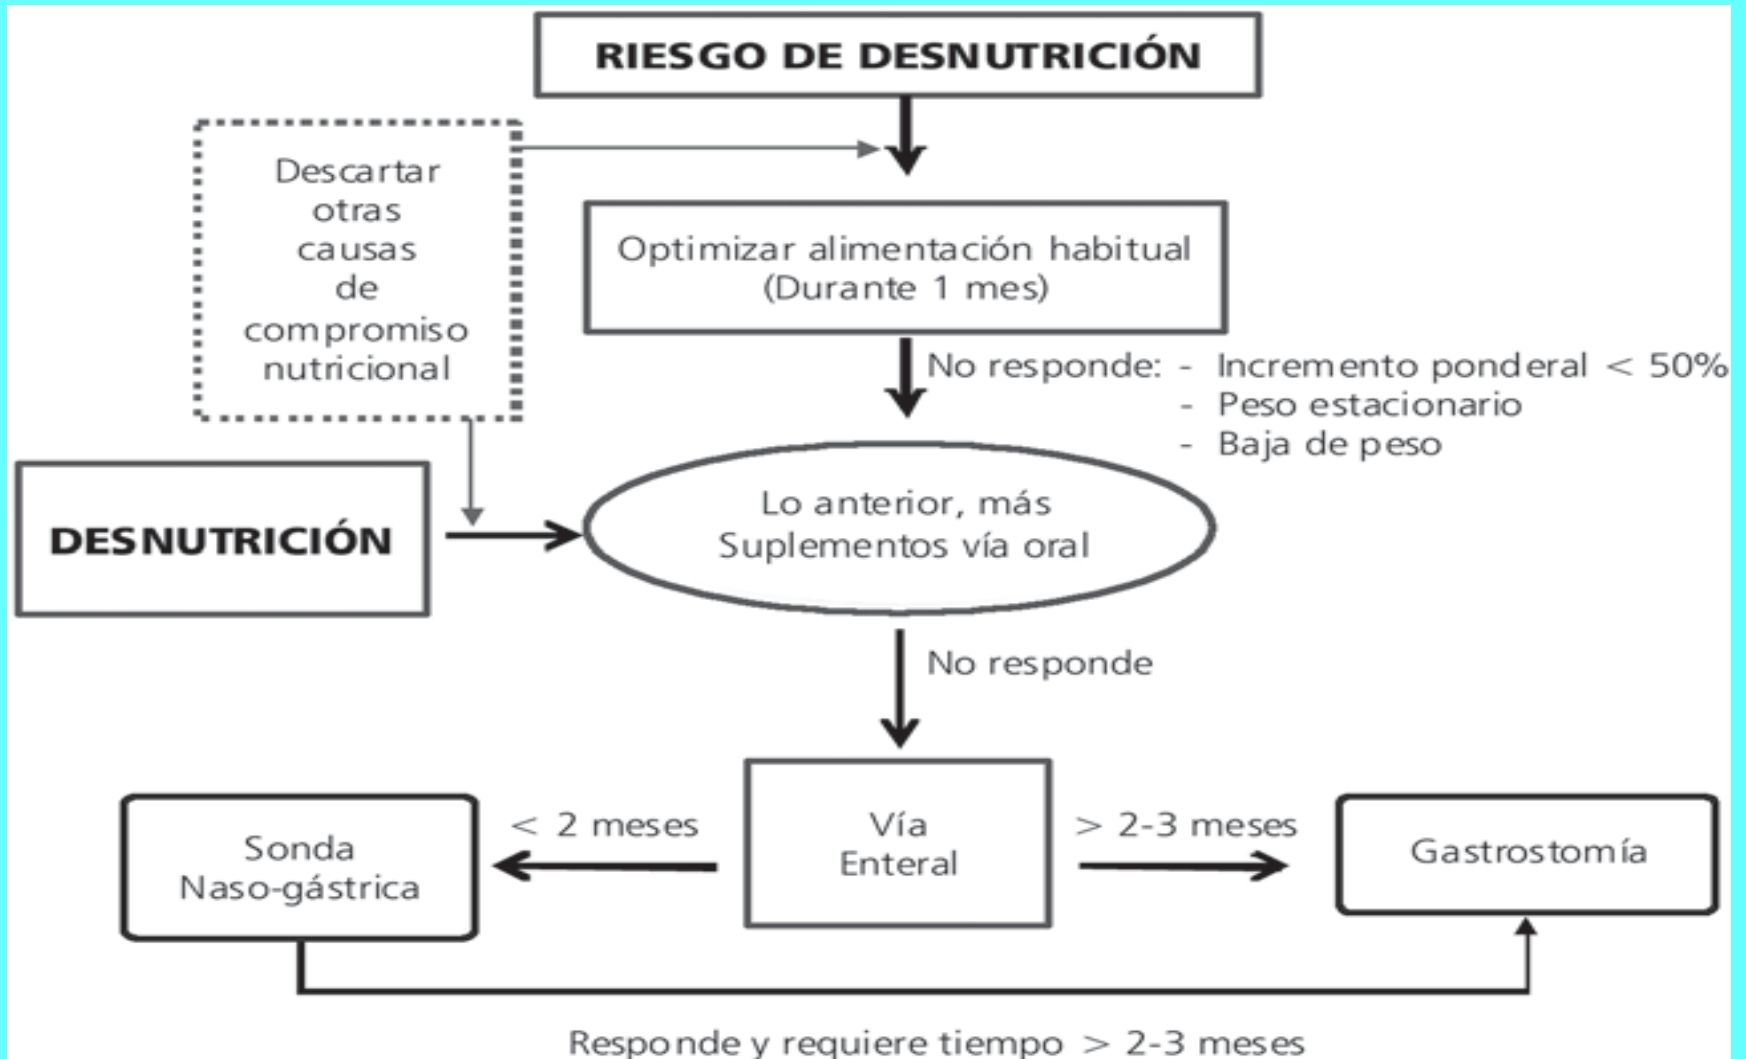 RIESGO DE DESNUTRICIÓN
Descartar
otras
causas
de
compromiso
nutricional
Optimizar alimentación habitual
(Durante 1 mes)
No responde: - Incremento ponderal < 50%
- Peso estacionario
- Baja de peso
DESNUTRICIÓN
Lo anterior, más
Suplementos vía oral
No responde
Sonda
Naso-gástrica
< 2 meses
Vía
Enteral
> 2-3 meses
Gastrostomía
Responde y requiere tiempo > 2-3 meses